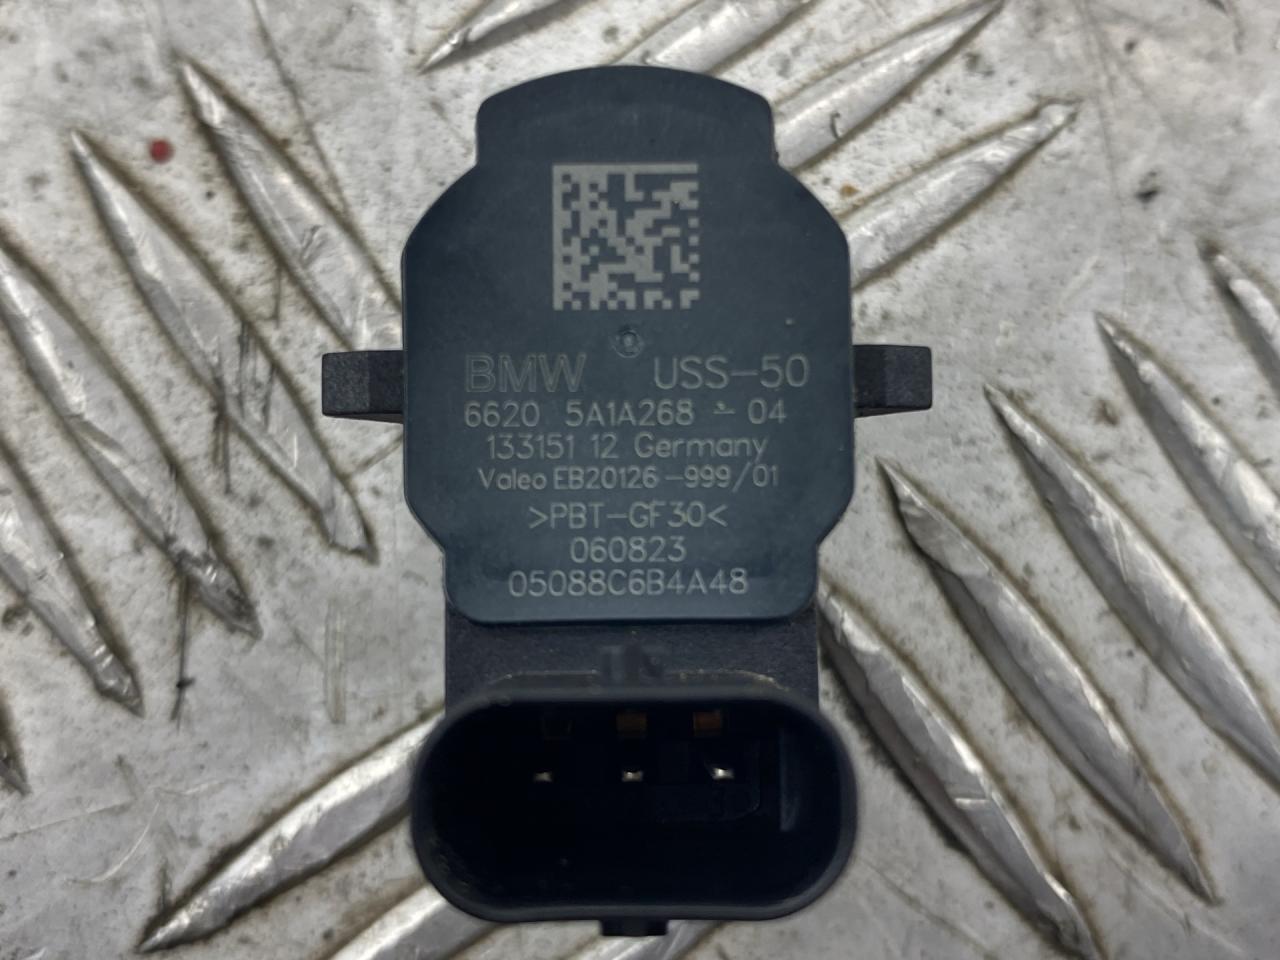 BMW USS-50
6620 5A1A268 - 04
133151 12 Germany
Valeo EB20126-999/01
>PBT-GF30<
060823
05088C6B4A48